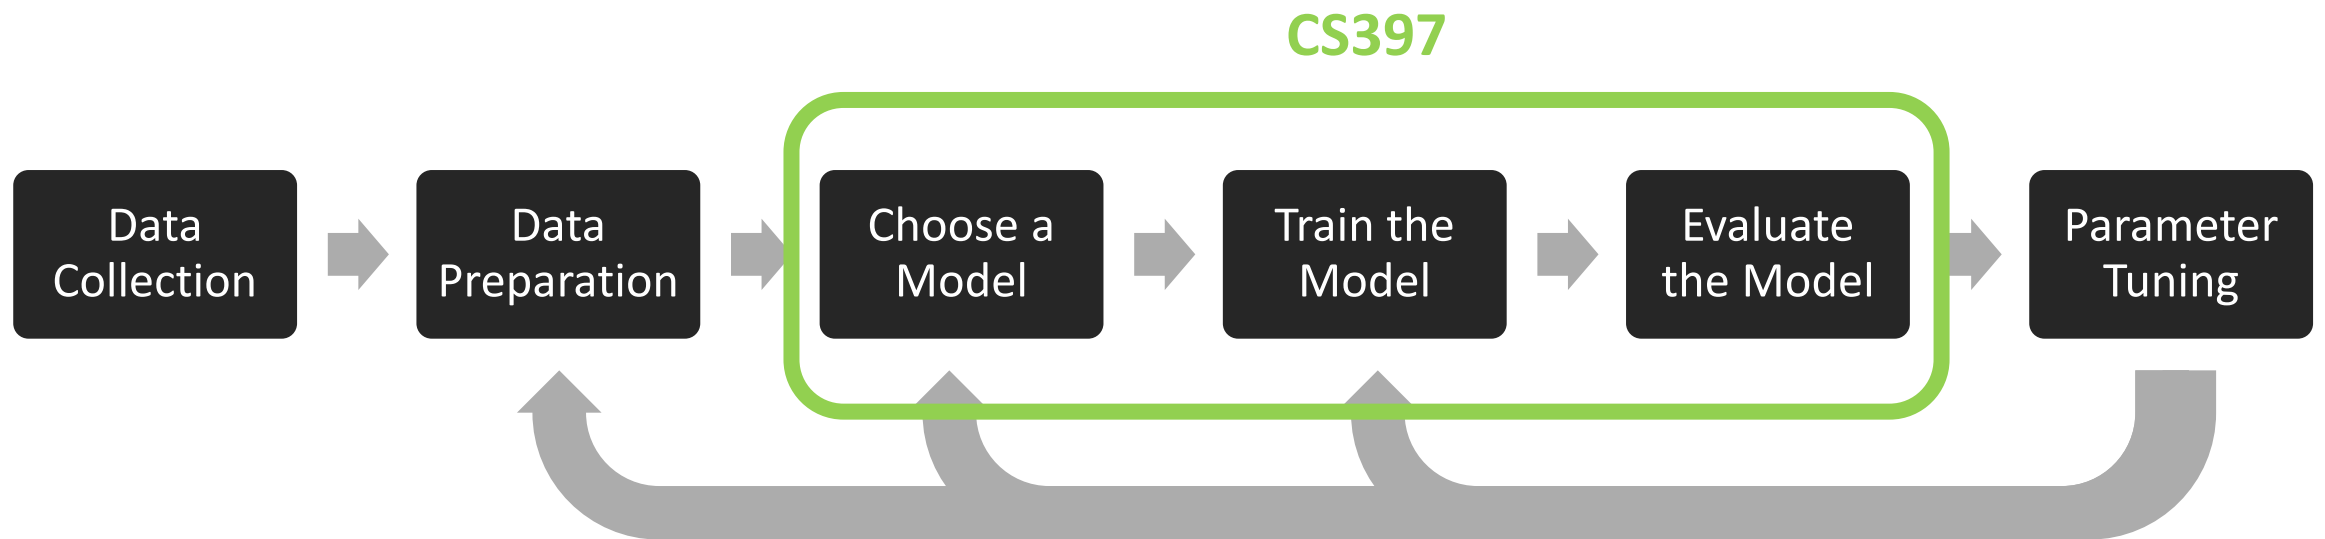 CS397
Data
Collection
Data
Preparation
Choose a
Model
Train the
Model
Evaluate
the Model
Parameter
Tuning